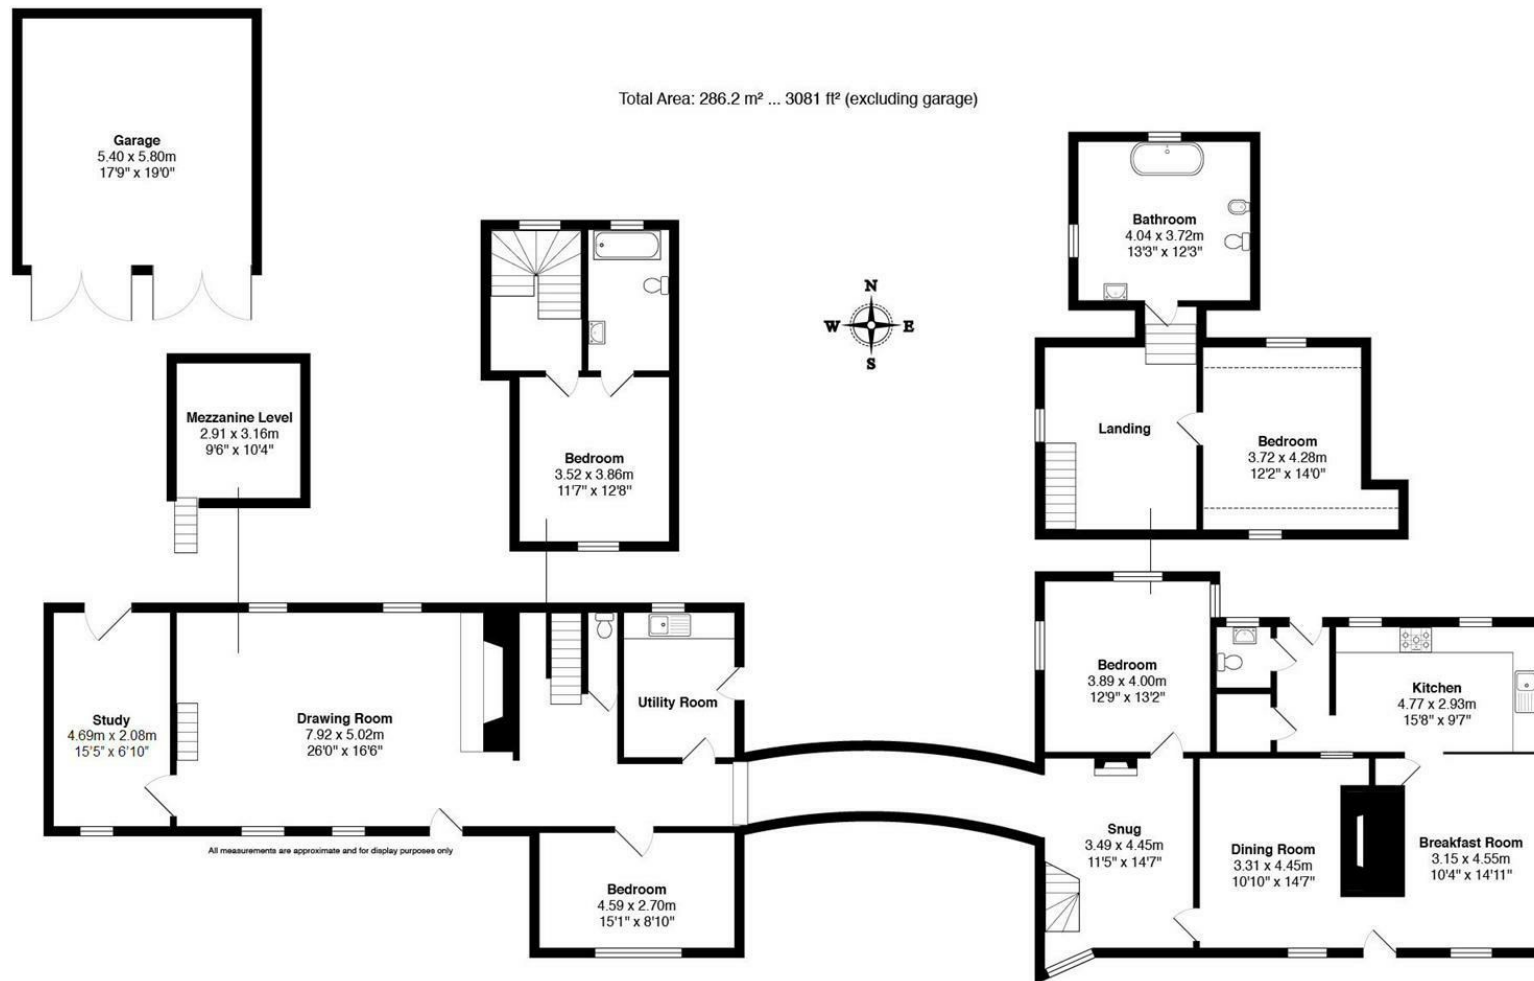 Total Area: 286.2 m² ... 3081 ft² (excluding garage)
Garage
5.40 x 5.80m
17'9" x 19'0"
Bathroom
4.04 x 3.72m
13'3" x 12'3"
N
W E
S
Mezzanine Level
2.91 x 3.16m
9'6" x 10'4"
Bedroom
3.52 x 3.86m
11'7" x 12'8"
Landing
Bedroom
3.72 x 4.28m
12'2" x 14'0"
Study
4.69m x 2.08m
15'5" x 6'10"
Drawing Room
7.92 x 5.02m
26'0" x 16'6"
Utility Room
Bedroom
3.89 x 4.00m
12'9" x 13'2"
Kitchen
4.77 x 2.93m
15'8" x 9'7"
Snug
3.49 x 4.45m
11'5" x 14'7"
Dining Room
3.31 x 4.45m
10'10" x 14'7"
Breakfast Room
3.15 x 4.55m
10'4" x 14'11"
All measurements are approximate and for display purposes only
Bedroom
4.59 x 2.70m
15'1" x 8'10"